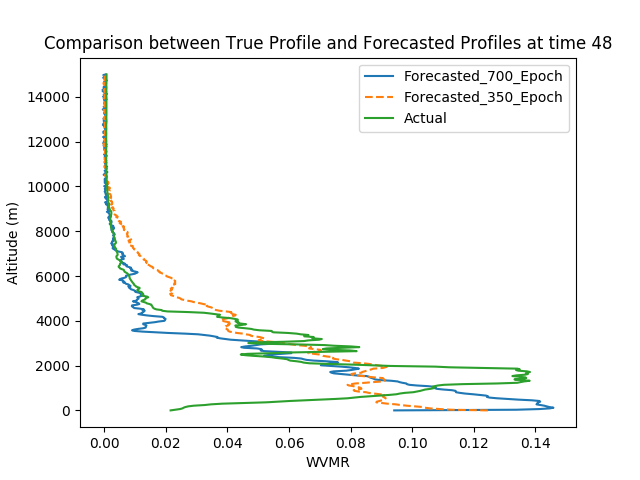 Comparison between True Profile and Forecasted Profiles at time 48
Forecasted_700_Epoch
Forecasted_350_Epoch
Actual
14000
12000
10000
8000
6000
4000
2000
0
Altitude (m)
0.00 0.02 0.04 0.06 0.08 0.10 0.12 0.14
WVMR